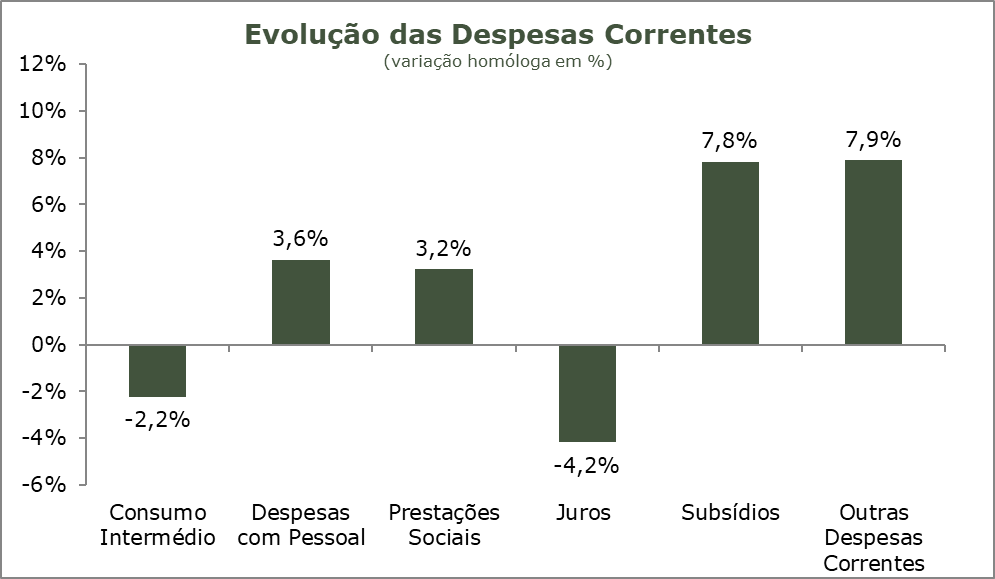 Evolução das Despesas Correntes
(variação homóloga em %)
12%
10%
8%
6%
4%
2%
0%
-2%
-4%
-6%
-2,2%
3,6%
3,2%
-4,2%
7,8%
7,9%
Consumo
Intermédio
Despesas
com Pessoal
Prestações
Sociais
Juros
Subsídios
Outras
Despesas
Correntes